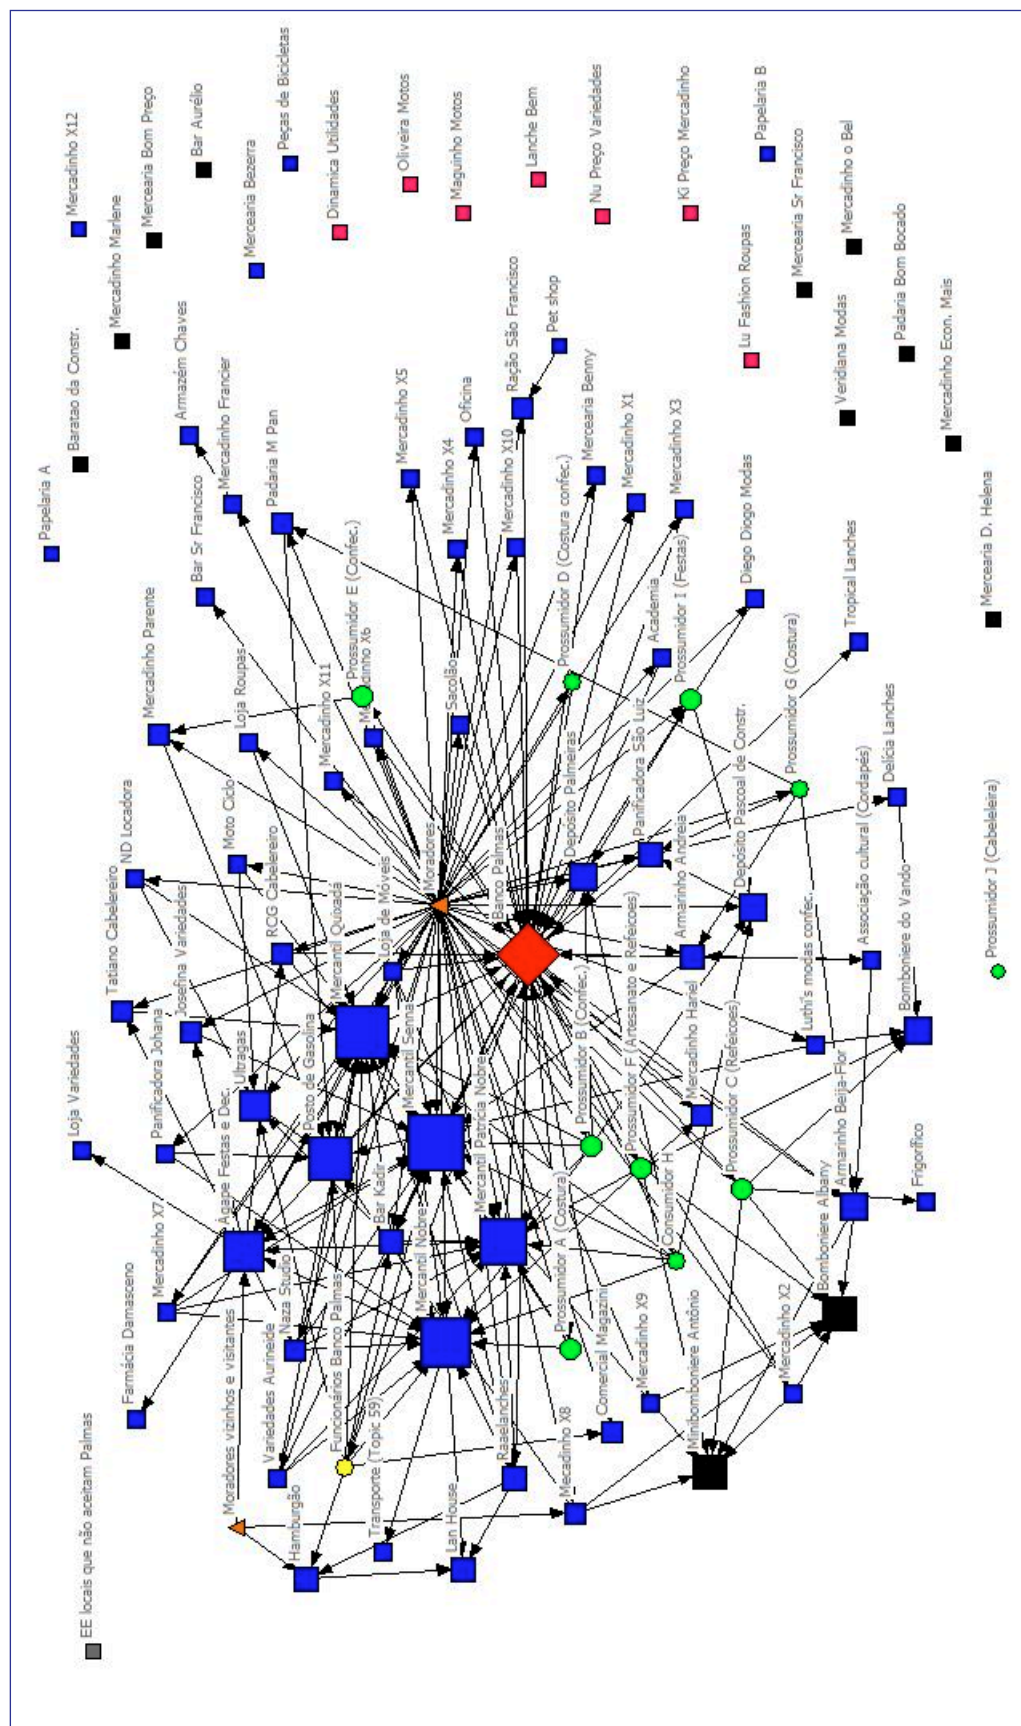 Papelaria A
Mercadinho X12
Baratao da Constr.
Loja Variedades
EE locais que não aceitam Palmas
Mercadinho Marlene
Tatiano Cabelereiro
Farmácia Damasceno
ND Locadora
Mercearia Bom Preço
Panificadora Johana
Mercadinho X7
Mercadinho Parente
Josefina Variedades
Armazém Chaves
Bar Aurélio
Bar Sr Francisco
Agape Festas e Dec.
Mercadinho Francier
Moradores vizinhos e visitantes
Moto Ciclo
Ultragas
Loja Roupas
Mercearia Bezerra
Variedades Aurineide
RCG Cabelereiro
Padaria M Pan
Naza Studio
Peças de Bicicletas
Hamburgão
Posto de Gasolina
Mercadinho X11
Dinamica Utilidades
Mercantil Quixadá
Funcionários Banco Palmas
Prossumidor E (Confec.)
Mercadinho X6
Transporte (Topic 59)
Loja de Móveis
Bar Kadir
Mercadinho X5
Oliveira Motos
Mercantil Senna
Mercantil Nobre
Moradores
Mercadinho X4
Sacolão
Lan House
Maguinho Motos
Oficina
Mercantil Patricia Nobre
Banco Palmas
Raaelanches
Mercadinho X10
Ração São Francisco
Lanche Bem
Pet shop
Prossumidor A (Costura)
Prossumidor D (Costura confec.)
Mecadinho X8
Depósito Palmeiras
Prossumidor B (Confec.)
Mercearia Benny
Nu Preço Variedades
Comercial Magazini
Mercadinho X1
Prossumidor F (Artesanato e Refeicoes)
Panificadora São Luiz
Mercadinho X9
Academia
Consumidor H
Mercadinho X3
Armarinho Andreia
Prossumidor I (Festas)
Ki Preço Mercadinho
Mercadinho Hariel
Miniboniere Antônio
Prossumidor C (Refeicoes)
Depósito Pascoal de Constr.
Lu Fashion Roupas
Diego Diogo Modas
Papelaria B
Mercadinho X2
Prossumidor G (Costura)
Mercearia Sr Francisco
Luthi's modas confec.
Bomboniere Albany
Veridiana Modas
Mercadinho o Bel
Armarinho Beija-Flor
Tropical Lanches
Associação cultural (Cordapés)
Delícia Lanches
Padaria Bom Bocado
Bomboniere do Vando
Frigorífico
Mercadinho Econ. Mais
Mercearia D. Helena
Prossumidor J (Cabeleleira)